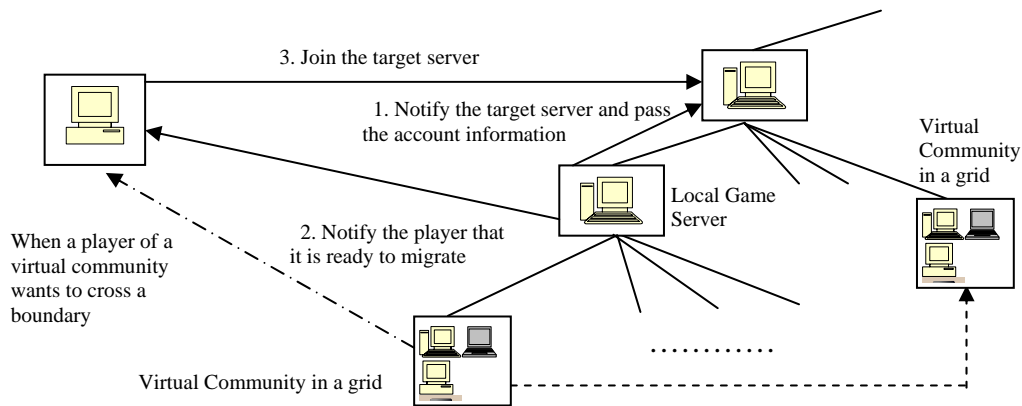 3. Join the target server
1. Notify the target server and pass
the account information
Virtual
Community
in a grid
Local Game
Server
2. Notify the player that
it is ready to migrate
When a player of a
virtual community
wants to cross a
boundary
Virtual Community in a grid
............